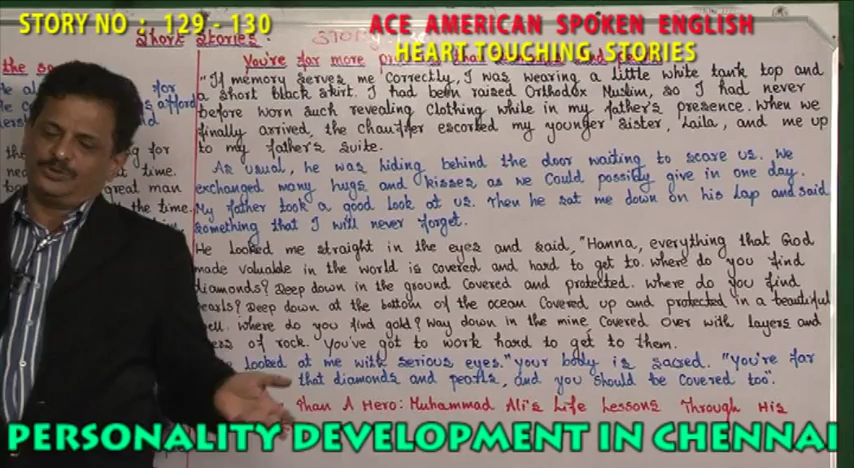 STORY NO : 129 - 130
ACE AMERICAN SPOKEN ENGLISH
HEART TOUCHING STORIES
Short Stories :
You're far more
"If memory serves me correctly, I was wearing a little white tank top and
a short black skirt. I had been raised Orthodox Muslim, so I had never
before worn such revealing clothing while in my father's presence. When we
finally arrived, the chauffer escorted my younger sister, Laila, and me up
to my father's suite.
As usual, he was hiding behind the door waiting to scare us. We
exchanged many hugs and kisses as we could possibly give in one day.
My father took a good look at us. Then he sat me down on his lap and said
something that I will never forget.
He looked me straight in the eyes and said, "Hanna, everything that God
made valuable in the world is covered and hard to get to. Where do you find
diamonds? Deep down in the ground covered and protected. Where do you find
pearls? Deep down at the bottom of the ocean covered up and protected in a beautiful
Where do you find gold? Way down in the mine, covered over with layers and
of rock. You've got to work hard to get to them.
looked at me with serious eyes." your body is sacred. "you're far
that diamonds and pearls, and you should be covered too".
Than A Hero: Muhammad Ali's Life Lessons Through His
for
afford
for
time.
great man
the time.
PERSONALITY DEVELOPMENT IN CHENNAI